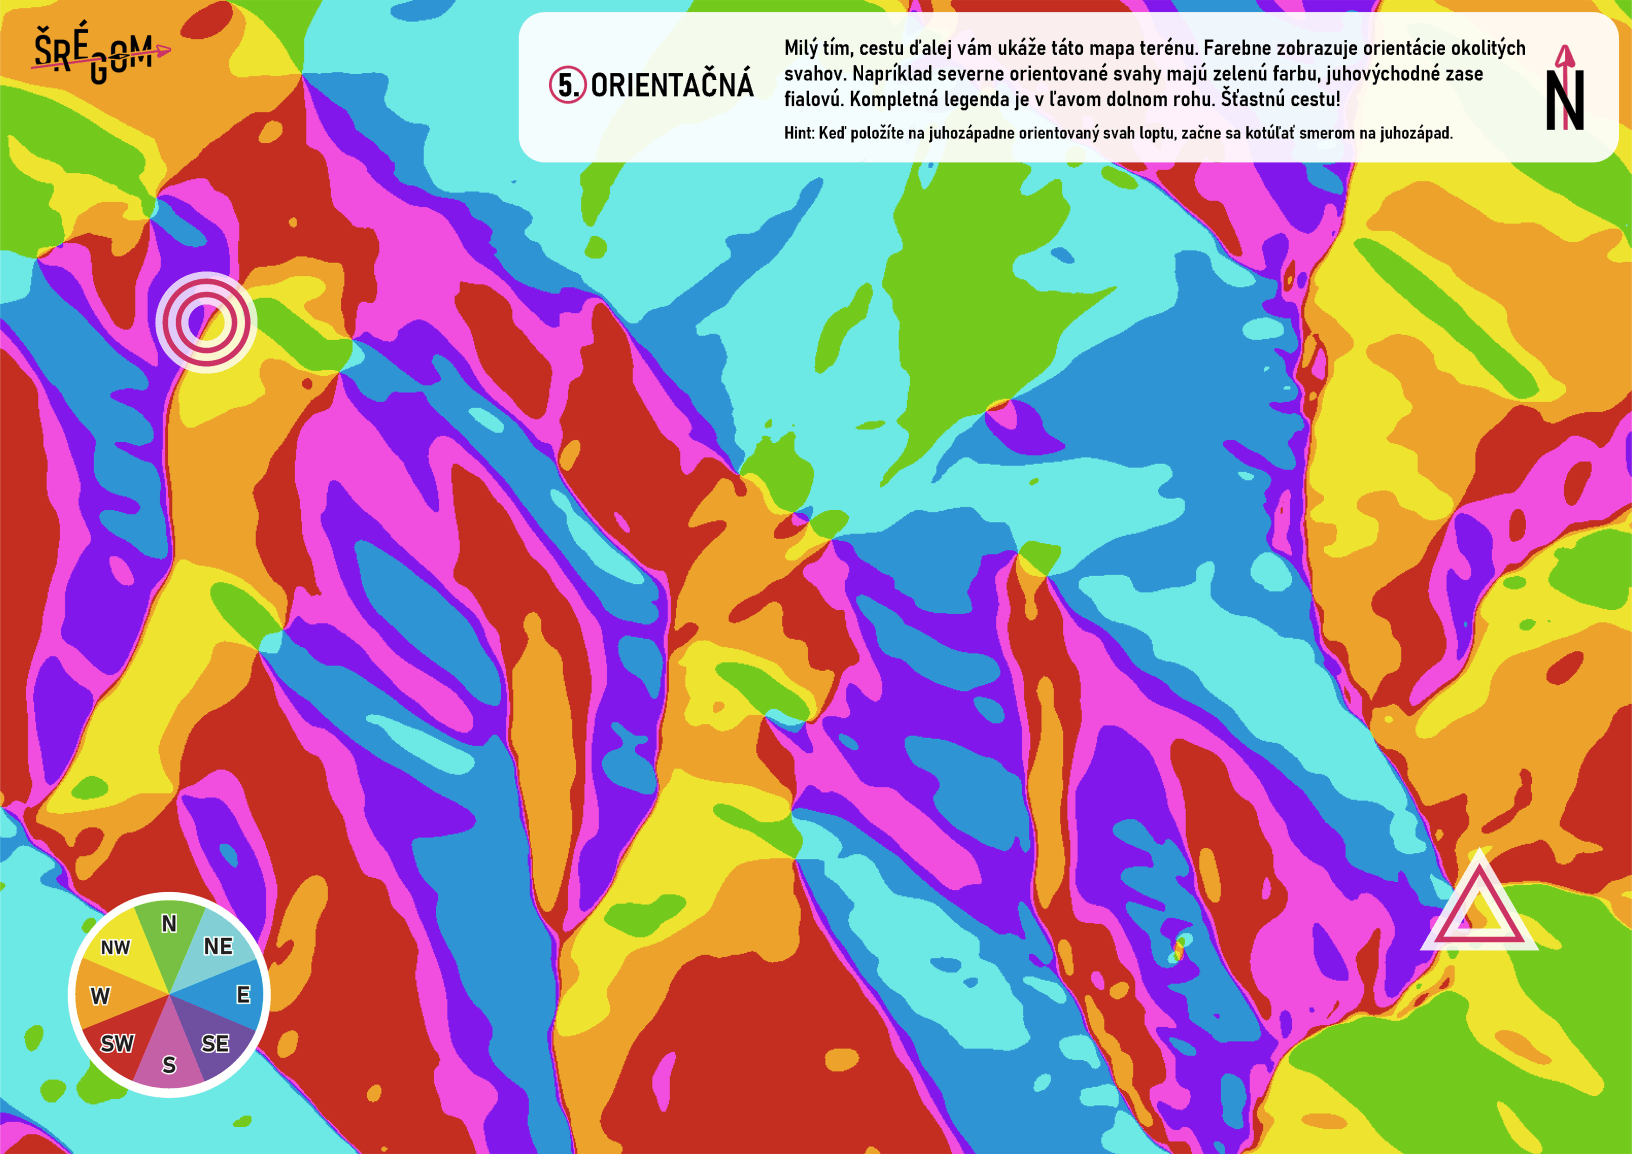 ŠRÉGOM
5. ORIENTAČNÁ
Milý tím, cestu ďalej vám ukáže táto mapa terénu. Farebne zobrazuje orientácie okolitých
svahov. Napríklad severne orientované svahy majú zelenú farbu, juhovýchodné zase
fialovú. Kompletná legenda je v ľavom dolnom rohu. Šťastnú cestu!
Hint: Keď položíte na juhozápadne orientovaný svah loptu, začne sa kotúľať smerom na juhozápad.
N
N
NW NE
W E
SW SE
S